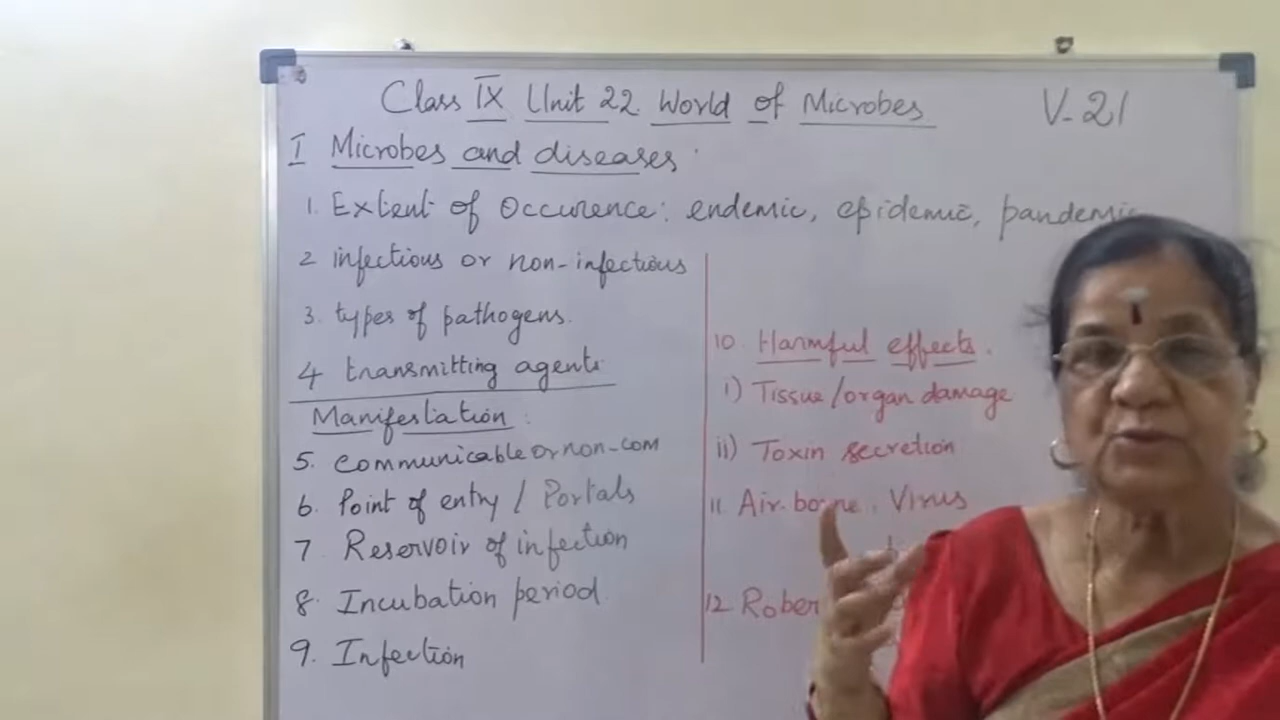 Class IX Unit 22. World of Microbes
V-21
I Microbes and diseases:
1. Extent of Occurence: endemic, epidemic, pandemic
2 infectious or non-infectious
3. types of pathogens.
4 transmitting agents
Manifestiation:
5. communicable or non-com
6. Point of entry / Portals
7 Reservoir of infection
8. Incubation period.
9. Infection
10. Harmful effects.
i) Tissue/organ damage
ii) Toxin secretion
11. Air-borne. Virus
12. Rober